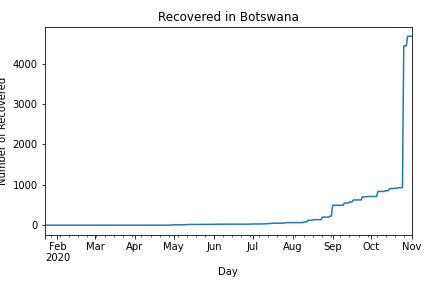 Recovered in Botswana
Number of Recovered
4000
3000
2000
1000
0
Feb Mar Apr May Jun Jul Aug Sep Oct Nov
2020
Day